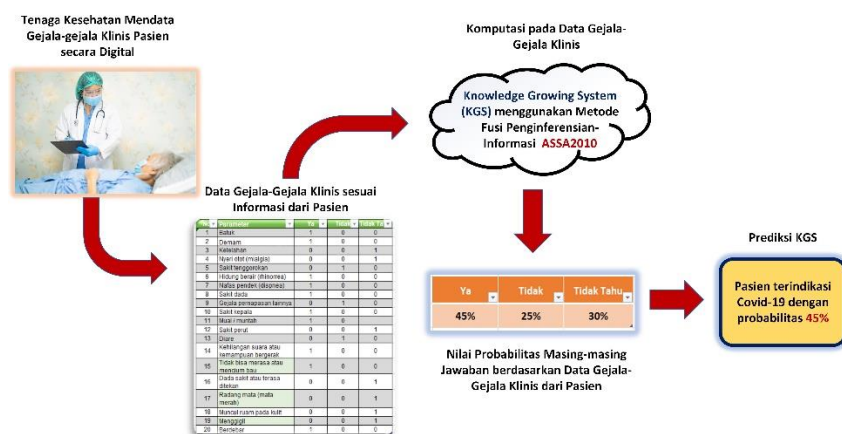 Tenaga Kesehatan Mendata
Gejala-gejala Klinis Pasien
secara Digital
Data Gejala-Gejala Klinis sesuai
Informasi dari Pasien
Ya Tidak Tidak Ta
1 Batuk 1 0 0
2 Demam 1 0 0
3 Kelelahan 0 0 1
4 Nyeri otot (mialgia) 0 0 1
5 Sakit tenggorokan 0 1 0
6 Hidung berair (rhisorrea) 1 0 0
7 Nafas pendek (dispnea) 1 0 0
8 Sakit dada 1 0 0
9 Gejala pernapasan lainnya 0 1 0
10 Sakit kepala 1 0 0
11 Mual / muntah 1 0
12 Sakit perut 0 0 1
13 Diare 0 1 0
14 Kehilangan suara atau
kemampuan bergerak 1 0 0
15 Tidak bisa merasa atau
mencium bau 1 0 0
16 Dada sakit atau terasa
ditekan 0 0 1
17 Radang mata (mata
merah) 0 0 1
18 Muncul ruam pada kulit 0 0 1
19 Menggigil 0 0 1
20 Berdebar 1 0 0
Komputasi pada Data Gejala-
Gejala Klinis
Knowledge Growing System
(KGS) menggunakan Metode
Fusi Penginferensian-
Informasi ASSA2010
Ya Tidak Tidak Tahu
45% 25% 30%
Nilai Probabilitas Masing-masing
Jawaban berdasarkan Data Gejala-
Gejala Klinis dari Pasien
Prediksi KGS
Pasien terindikasi
Covid-19 dengan
probabilitas 45%